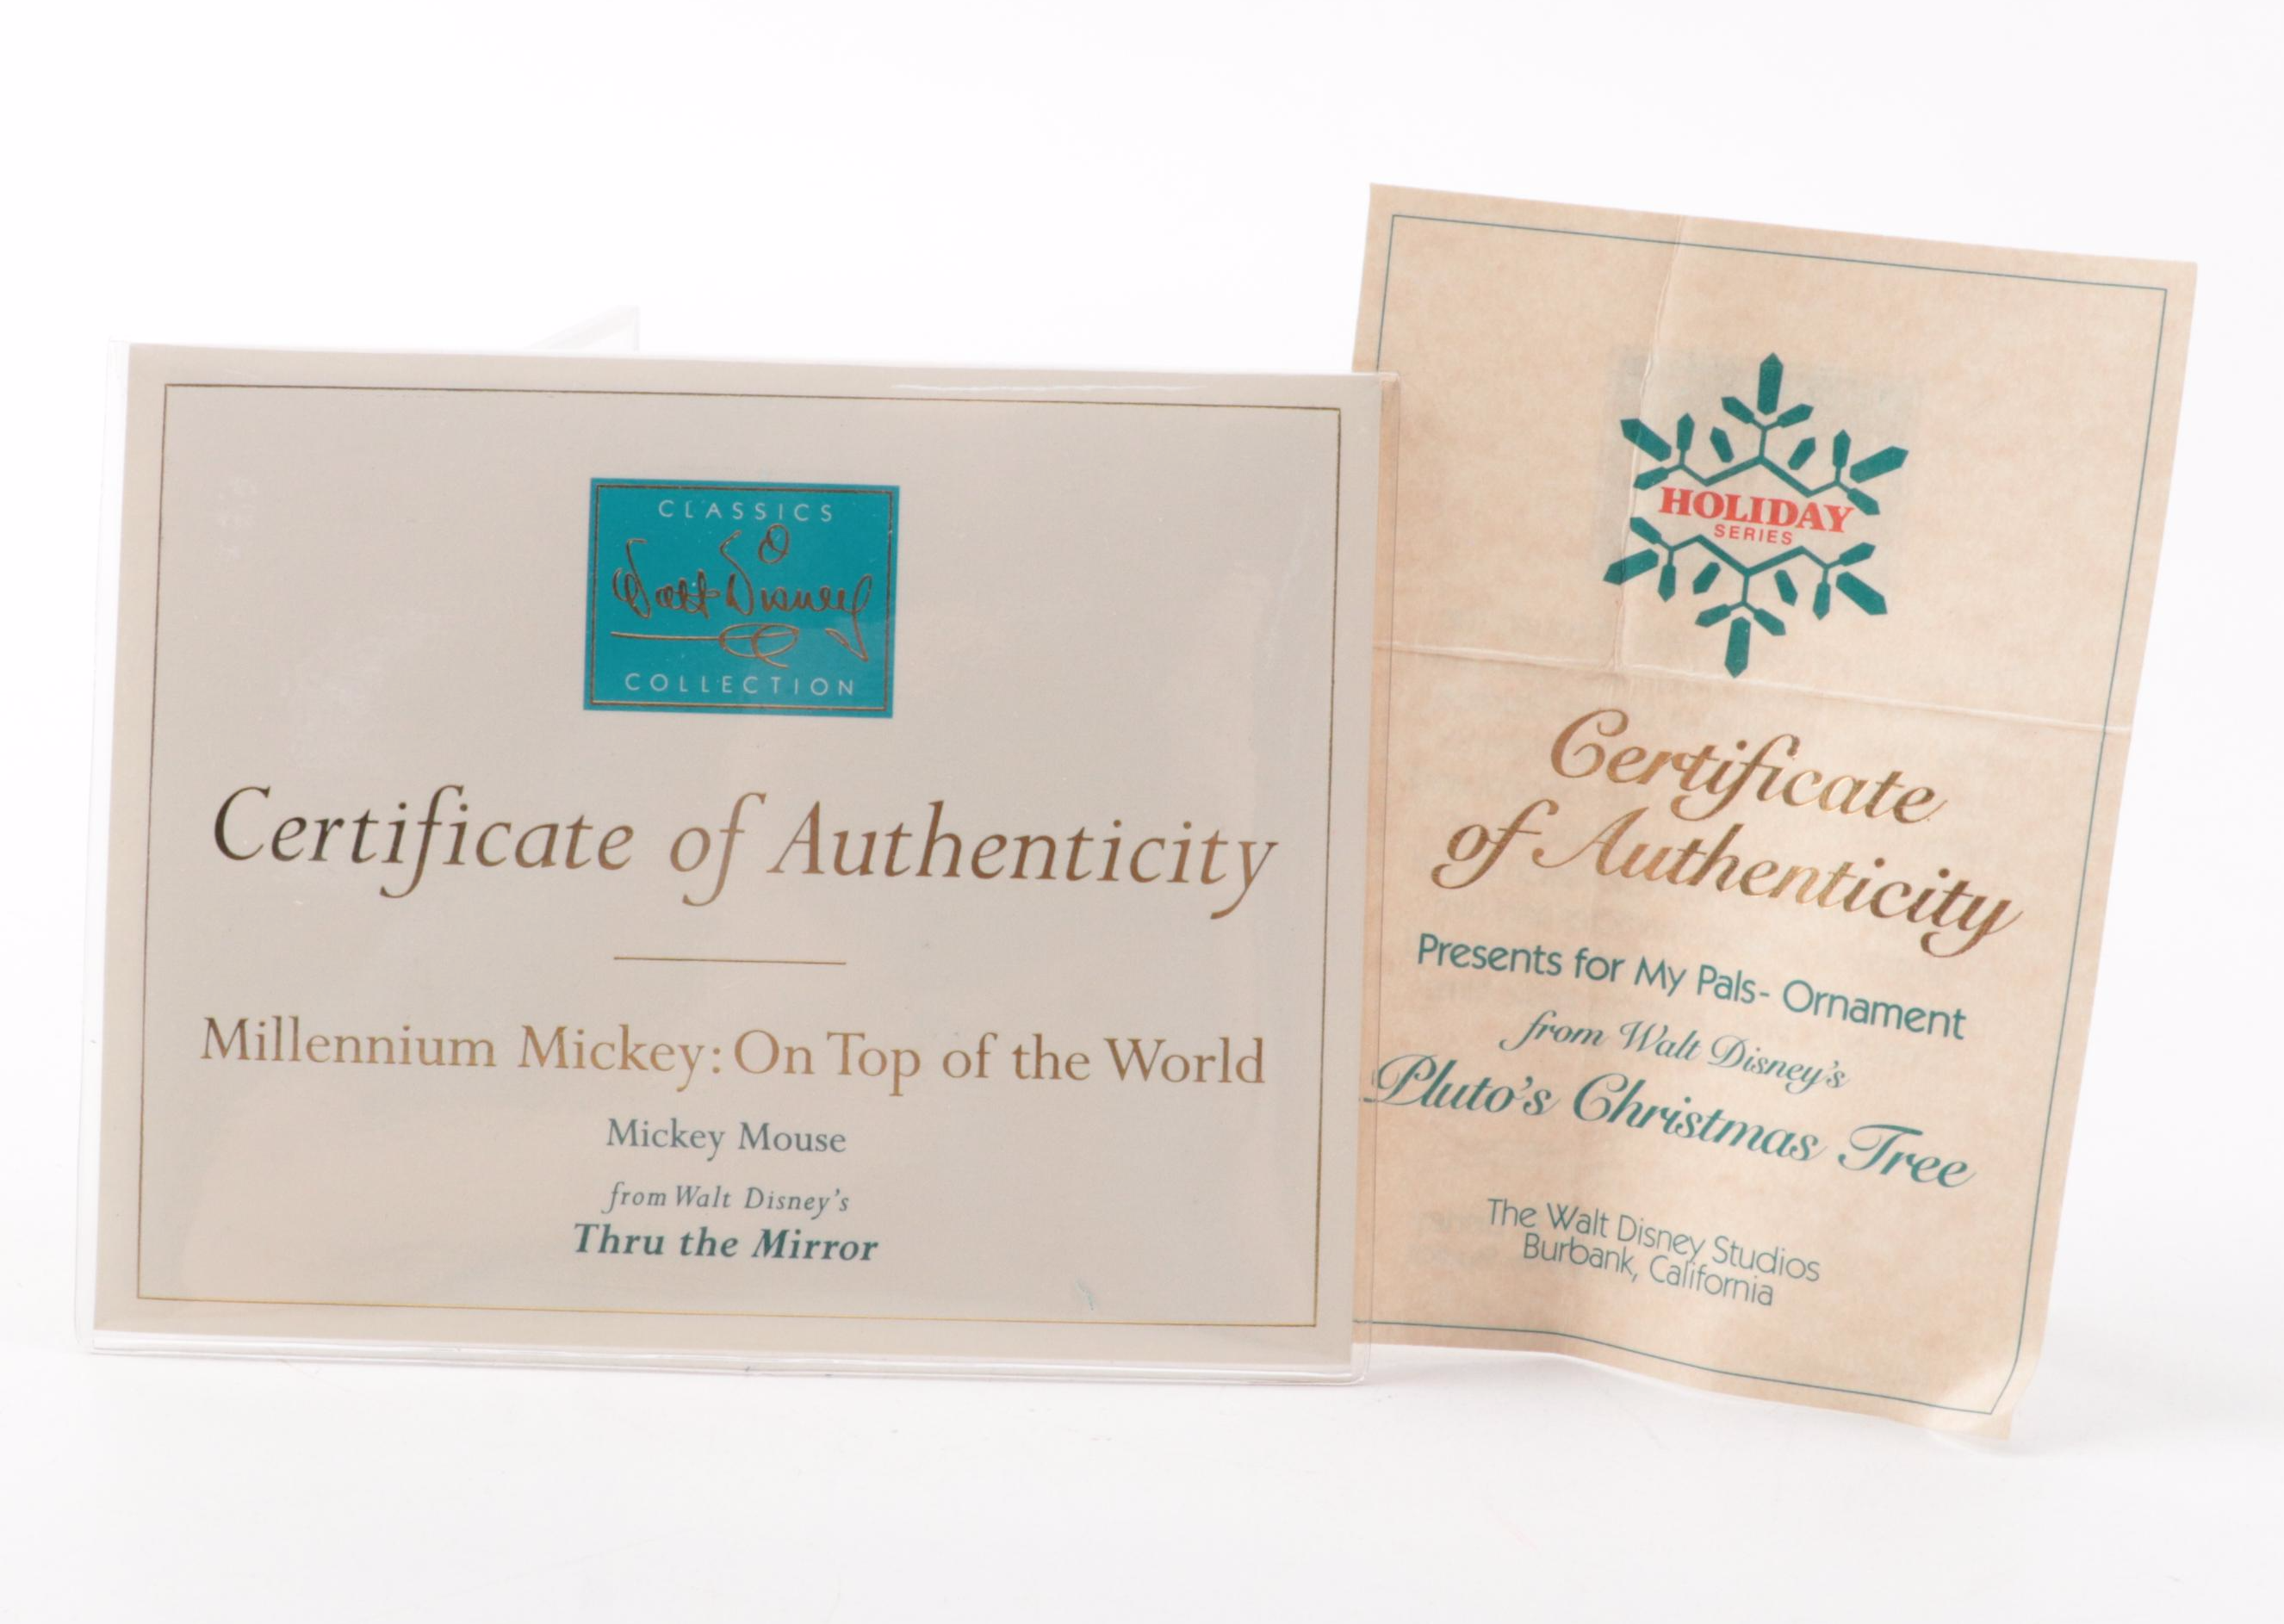 CLASSICS
Walt Disney
COLLECTION
Certificate of Authenticity
Millennium Mickey: On Top of the World
Mickey Mouse
from Walt Disney's
Thru the Mirror
HOLIDAY
SERIES
Certificate
of Authenticity
Presents for My Pals- Ornament
from Walt Disney's
Pluto's Christmas Tree
The Walt Disney Studios
Burbank, California